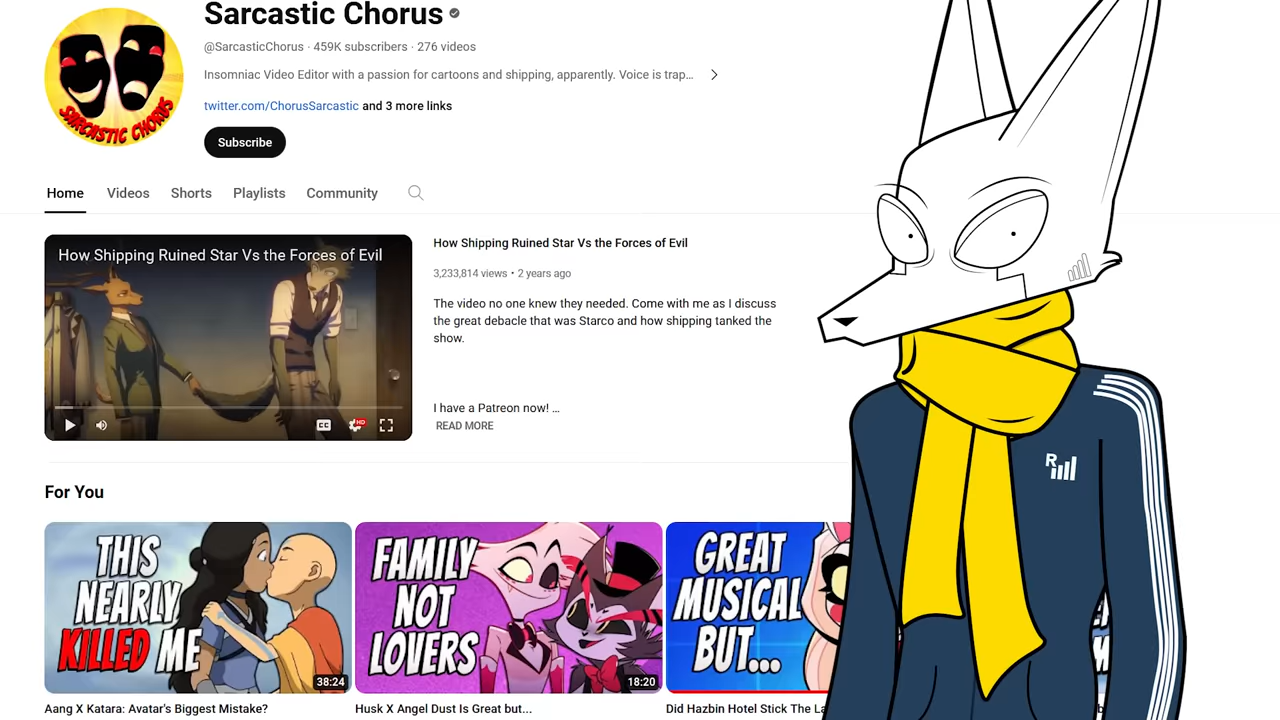 Sarcastic Chorus
@SarcasticChorus · 459K subscribers · 276 videos
Insomniac Video Editor with a passion for cartoons and shipping, apparently. Voice is trap...
twitter.com/ChorusSarcastic and 3 more links
Subscribe
SARCASTIC CHORUS
Home Videos Shorts Playlists Community
How Shipping Ruined Star Vs the Forces of Evil
CC
HD
How Shipping Ruined Star Vs the Forces of Evil
3,233,814 views • 2 years ago
The video no one knew they needed. Come with me as I discuss
the great debacle that was Starco and how shipping tanked the
show.
I have a Patreon now! ...
READ MORE
R
For You
THIS
NEARLY
KILLED ME
38:24
FAMILY
NOT
LOVERS
18:20
GREAT
MUSICAL
BUT...
Aang X Katara: Avatar's Biggest Mistake?
Husk X Angel Dust Is Great but...
Did Hazbin Hotel Stick The